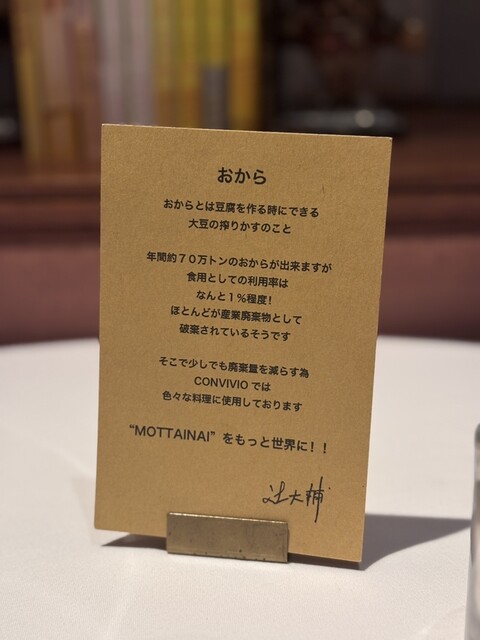 おから
おからとは豆腐を作る時にできる
大豆の搾りかすのこと
年間約７０万トンのおからが出来ますが
食用としての利用率は
なんと１％程度！
ほとんどが産業廃棄物として
破棄されているそうです
そこで少しでも廃棄量を減らす為
CONVIVIO では
色々な料理に使用しております
“MOTTAINAI” をもっと世界に！！
辻大輔